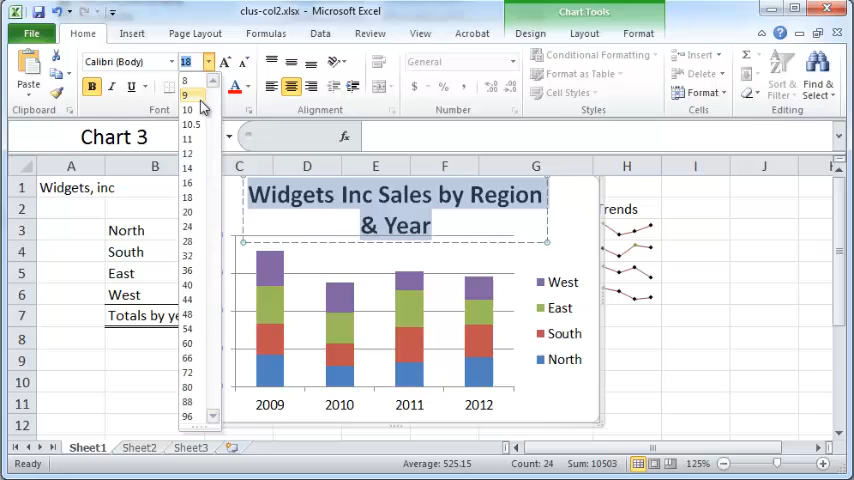 clus-col2.xlsx - Microsoft Excel
Chart Tools
File Home Insert Page Layout Formulas Data Review View Acrobat Design Layout Format
Calibri (Body) 18
General
Conditional Formatting
Insert
Paste
Format as Table
Delete
Sort & Filter
Find & Select
B I U
$ % ,
Cell Styles
Format
Clipboard Font Alignment Number Styles Cells Editing
8
9
10
10.5
11
12
14
16
18
20
24
28
32
36
40
44
48
54
60
66
72
80
88
96
Chart 3
fx
A B C D E F G H I J
1 Widgets, inc
2 Trends
3 North
4 South
5 East
6 West
7 Totals by ye
8
9
10
11
12
Widgets Inc Sales by Region
& Year
West
East
South
North
2009 2010 2011 2012
Sheet1 Sheet2 Sheet3
Ready Average: 525.15 Count: 24 Sum: 10503 125%